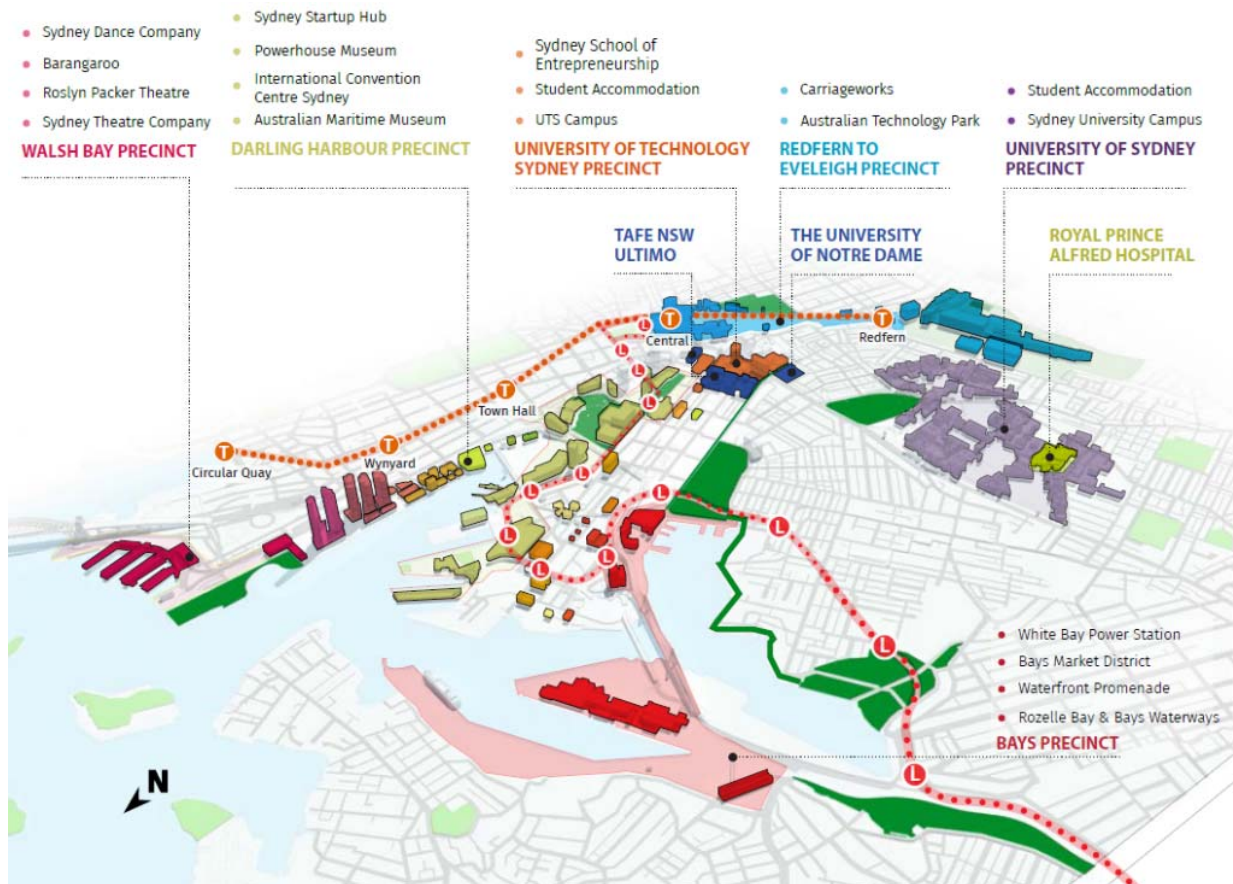 Sydney Dance Company
Barangaroo
Roslyn Packer Theatre
Sydney Theatre Company
WALSH BAY PRECINCT
Sydney Startup Hub
Powerhouse Museum
International Convention
Centre Sydney
Australian Maritime Museum
DARLING HARBOUR PRECINCT
Sydney School of
Entrepreneurship
Student Accommodation
UTS Campus
UNIVERSITY OF TECHNOLOGY
SYDNEY PRECINCT
Carriageworks
Australian Technology Park
REDFERN TO
EVELEIGH PRECINCT
Student Accommodation
Sydney University Campus
UNIVERSITY OF SYDNEY
PRECINCT
TAFE NSW
ULTIMO
THE UNIVERSITY
OF NOTRE DAME
ROYAL PRINCE
ALFRED HOSPITAL
T
Central
T
Redfern
T
Town Hall
T
Wynyard
T
Circular Quay
L
L
L
L
L
L
L
L
L
L
L
L
L
White Bay Power Station
Bays Market District
Waterfront Promenade
Rozelle Bay & Bays Waterways
BAYS PRECINCT
N